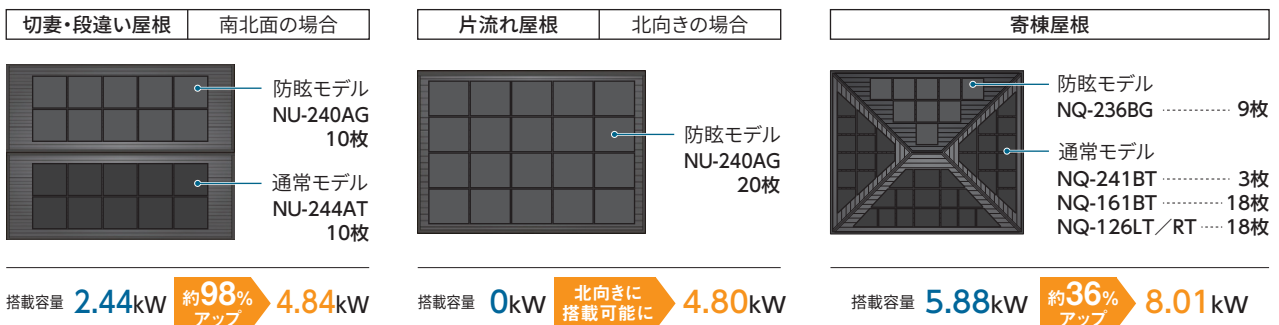 切妻・段違い屋根 南北面の場合
防眩モデル
NU-240AG
10枚
通常モデル
NU-244AT
10枚
搭載容量 2.44kW 約98%アップ 4.84kW
片流れ屋根 北向きの場合
防眩モデル
NU-240AG
20枚
搭載容量 0kW 北向きに搭載可能に 4.80kW
寄棟屋根
防眩モデル
NQ-236BG 9枚
通常モデル
NQ-241BT 3枚
NQ-161BT 18枚
NQ-126LT／RT 18枚
搭載容量 5.88kW 約36%アップ 8.01kW